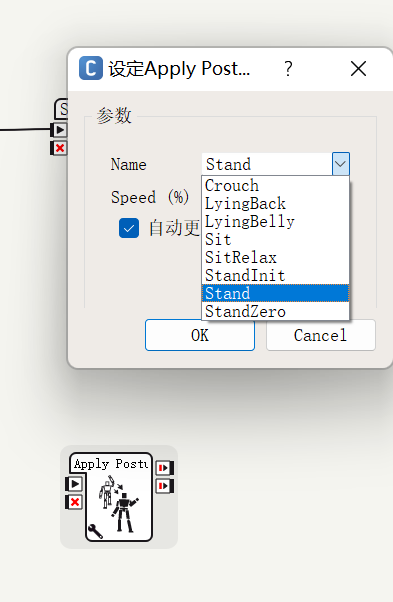 设定Apply Post...
?
S
参数
Name
Stand
Crouch
LyingBack
Speed (%)
LyingBelly
Sit
自动更
SitRelax
StandInit
Stand
StandZero
OK
Cancel
Apply Postu